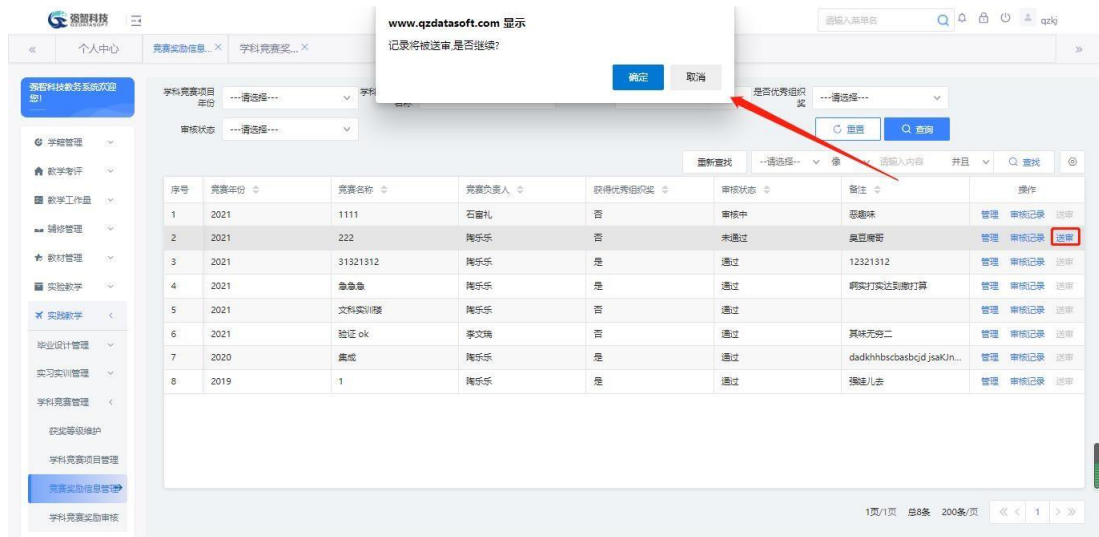 强智科技
QZDATASOFT
www.qzdatasoft.com 显示
记录将被送审,是否继续?
确定 取消
请输入菜单名
qzkj
个人中心 竞赛奖励信息... × 学科竞赛奖... ×
强智科技教务系统欢迎您!
学科竞赛项目年份 ---请选择---
名称
是否优秀组织奖 ---请选择---
审核状态 ---请选择---
重置 查询
重新查找 --请选择-- 像 请输入内容 并且 查找
序号 竞赛年份 竞赛名称 竞赛负责人 获得优秀组织奖 审核状态 备注 操作
1 2021 1111 石富礼 否 审核中 恶趣味 管理 审核记录 送审
2 2021 222 陶乐乐 否 未通过 臭豆腐哥 管理 审核记录 送审
3 2021 31321312 陶乐乐 是 通过 12321312 管理 审核记录 送审
4 2021 急急急 陶乐乐 是 通过 啊实打实达到撒打算 管理 审核记录 送审
5 2021 文科实训楼 陶乐乐 否 通过 管理 审核记录 送审
6 2021 验证 ok 李文瑞 否 通过 其味无穷二 管理 审核记录 送审
7 2020 集成 陶乐乐 是 通过 dadkhhbscbasbcjd jsaKJn... 管理 审核记录 送审
8 2019 1 陶乐乐 是 通过 强哇儿去 管理 审核记录 送审
学籍管理
教学考评
教学工作量
辅修管理
教材管理
实验教学
实践教学
毕业设计管理
实习实训管理
学科竞赛管理
获奖等级维护
学科竞赛项目管理
竞赛奖励信息管理
学科竞赛奖励审核
1页/1页 总8条 200条/页 1